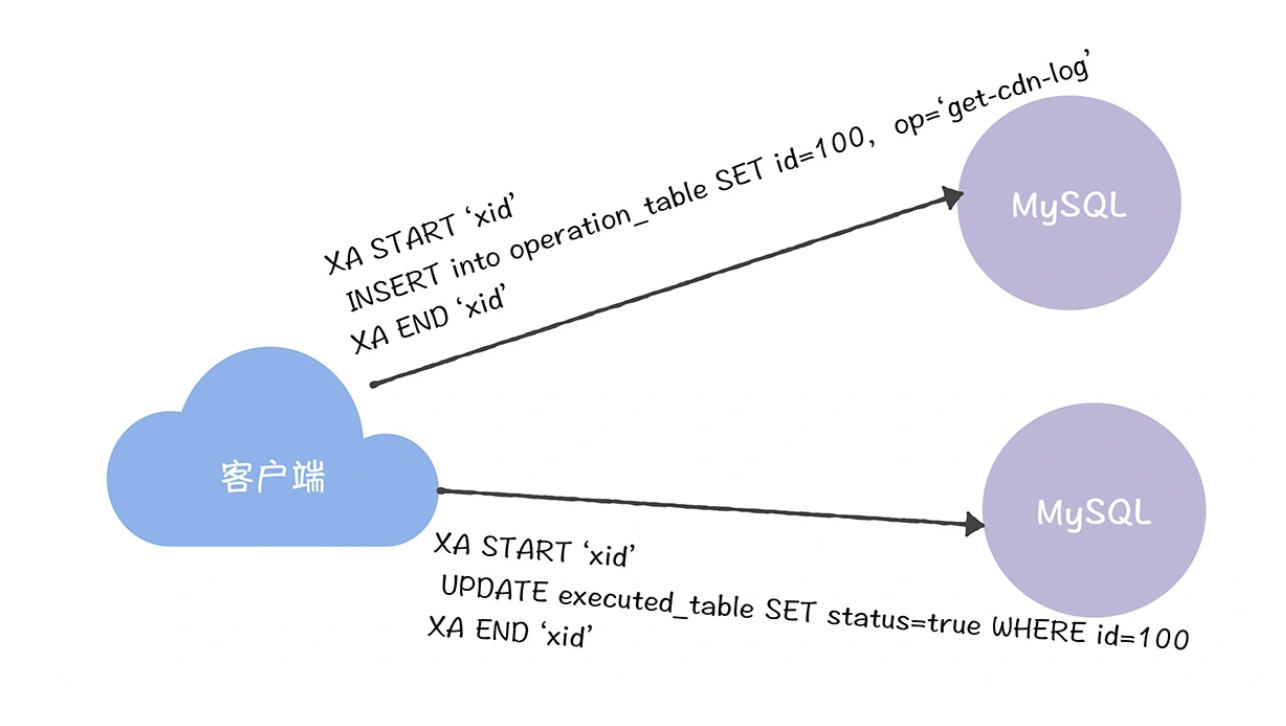 XA START ‘xid’
INSERT into operation_table SET id=100, op=‘get-cdn-log’
XA END ‘xid’
MySQL
客户端
MySQL
XA START ‘xid’
UPDATE executed_table SET status=true WHERE id=100
XA END ‘xid’